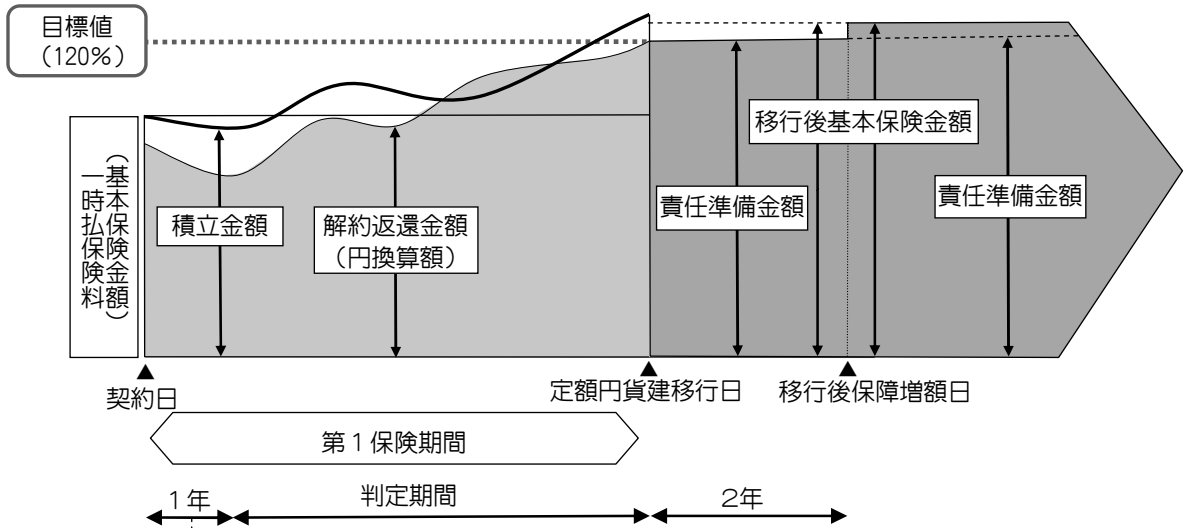 目標値
（120％）
一時払保険料
（基本保険金額）
積立金額
解約返還金額
（円換算額）
責任準備金額
移行後基本保険金額
責任準備金額
▲
契約日
▲
定額円貨建移行日
▲
移行後保障増額日
第１保険期間
１年
判定期間
2年